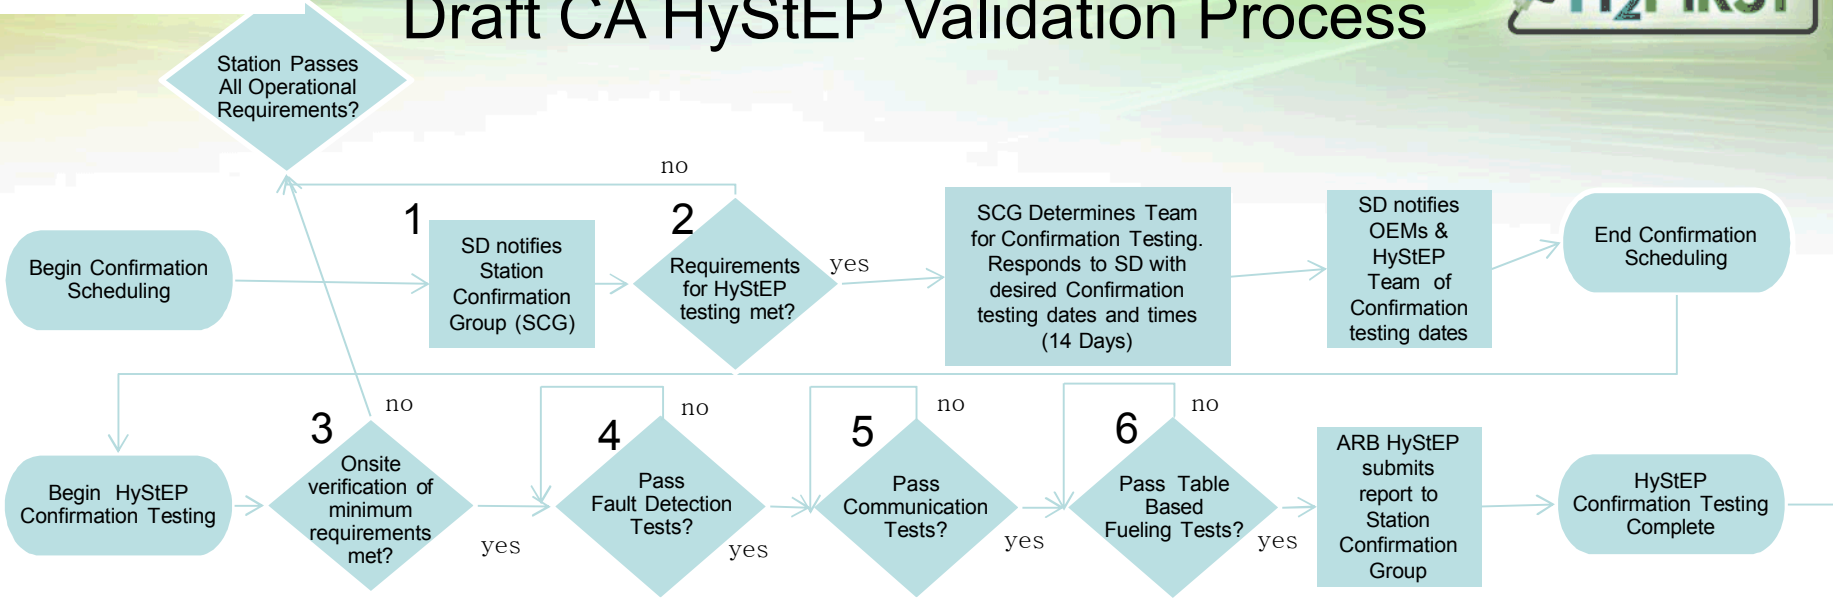 Draft CA HyStEP Validation Process
H2FIRST
Station Passes
All Operational
Requirements?
no
1
SD notifies
Station
Confirmation
Group (SCG)
2
Requirements
for HyStEP
testing met?
yes
SCG Determines Team
for Confirmation Testing.
Responds to SD with
desired Confirmation
testing dates and times
(14 Days)
SD notifies
OEMs &
HyStEP
Team of
Confirmation
testing dates
End Confirmation
Scheduling
Begin Confirmation
Scheduling
Begin HyStEP
Confirmation Testing
3
no
Onsite
verification of
minimum
requirements
met?
yes
4
no
Pass
Fault Detection
Tests?
yes
5
no
Pass
Communication
Tests?
yes
6
no
Pass Table
Based
Fueling Tests?
yes
ARB HyStEP
submits
report to
Station
Confirmation
Group
HyStEP
Confirmation Testing
Complete